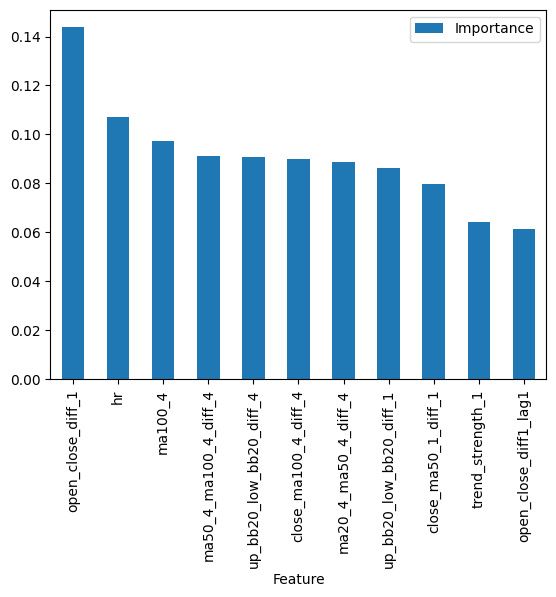 Importance
0.14
0.12
0.10
0.08
0.06
0.04
0.02
0.00
open_close_diff_1
hr
ma100_4
ma50_4_ma100_4_diff_4
up_bb20_low_bb20_diff_4
close_ma100_4_diff_4
ma20_4_ma50_4_diff_4
up_bb20_low_bb20_diff_1
close_ma50_1_diff_1
trend_strength_1
open_close_diff1_lag1
Feature